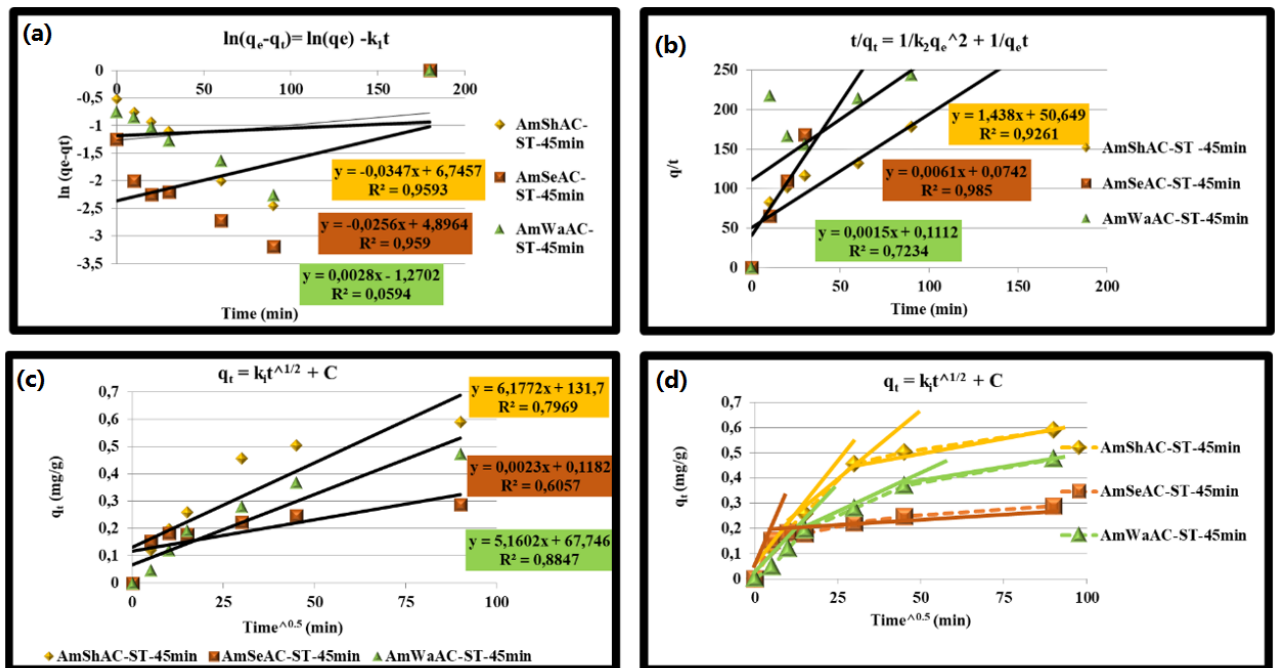 (a)
ln(qe-qt)= ln(qe) -k1t
0
50
100
150
200
0
-0,5
-1
-1,5
-2
-2,5
-3
-3,5
ln (qe-qt)
Time (min)
AmShAC-
ST-45min
AmSeAC-
ST-45min
AmWaAC-
ST-45min
y = -0,0347x + 6,7457
R² = 0,9593
y = -0,0256x + 4,8964
R² = 0,959
y = 0,0028x - 1,2702
R² = 0,0594
(b)
t/qt = 1/k2qe^2 + 1/qet
250
200
150
100
50
0
q/t
0
50
100
150
200
Time (min)
y = 1,438x + 50,649
R² = 0,9261
AmShAC-ST -45min
y = 0,0061x + 0,0742
R² = 0,985
AmSeAC-ST-45min
AmWaAC-ST-45min
y = 0,0015x + 0,1112
R² = 0,7234
(c)
qt = kit^1/2 + C
0,7
0,6
0,5
0,4
0,3
0,2
0,1
0
qt (mg/g)
0
25
50
75
100
Time^0.5 (min)
y = 6,1772x + 131,7
R² = 0,7969
y = 0,0023x + 0,1182
R² = 0,6057
y = 5,1602x + 67,746
R² = 0,8847
AmShAC-ST-45min
AmSeAC-ST-45min
AmWaAC-ST-45min
(d)
qt = kit^1/2 + C
0,7
0,6
0,5
0,4
0,3
0,2
0,1
0
qt (mg/g)
0
25
50
75
100
Time^0.5 (min)
AmShAC-ST-45min
AmSeAC-ST-45min
AmWaAC-ST-45min